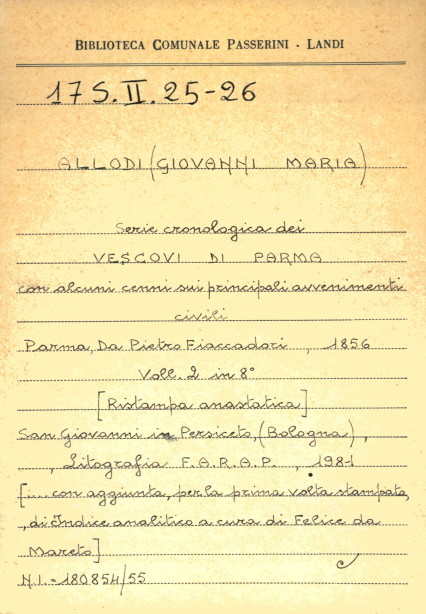 BIBLIOTECA COMUNALE PASSERINI - LANDI
17 S. II. 25-26
ALLODI (GIOVANNI MARIA)
Serie cronologica dei
VESCOVI DI PARMA
con alcuni cenni sui principali avvenimenti
civili
Parma, Da Pietro Fiaccadori, 1856
Voll. 2 in 8°
[Ristampa anastatica]
San Giovanni in Persiceto, (Bologna),
, Litografia F.A.R.A.P., 1981
[.... con aggiunta, per la prima volta stampato,
, di Indice analitico a cura di Felice da
Mareto]
N.I. - 180854/55